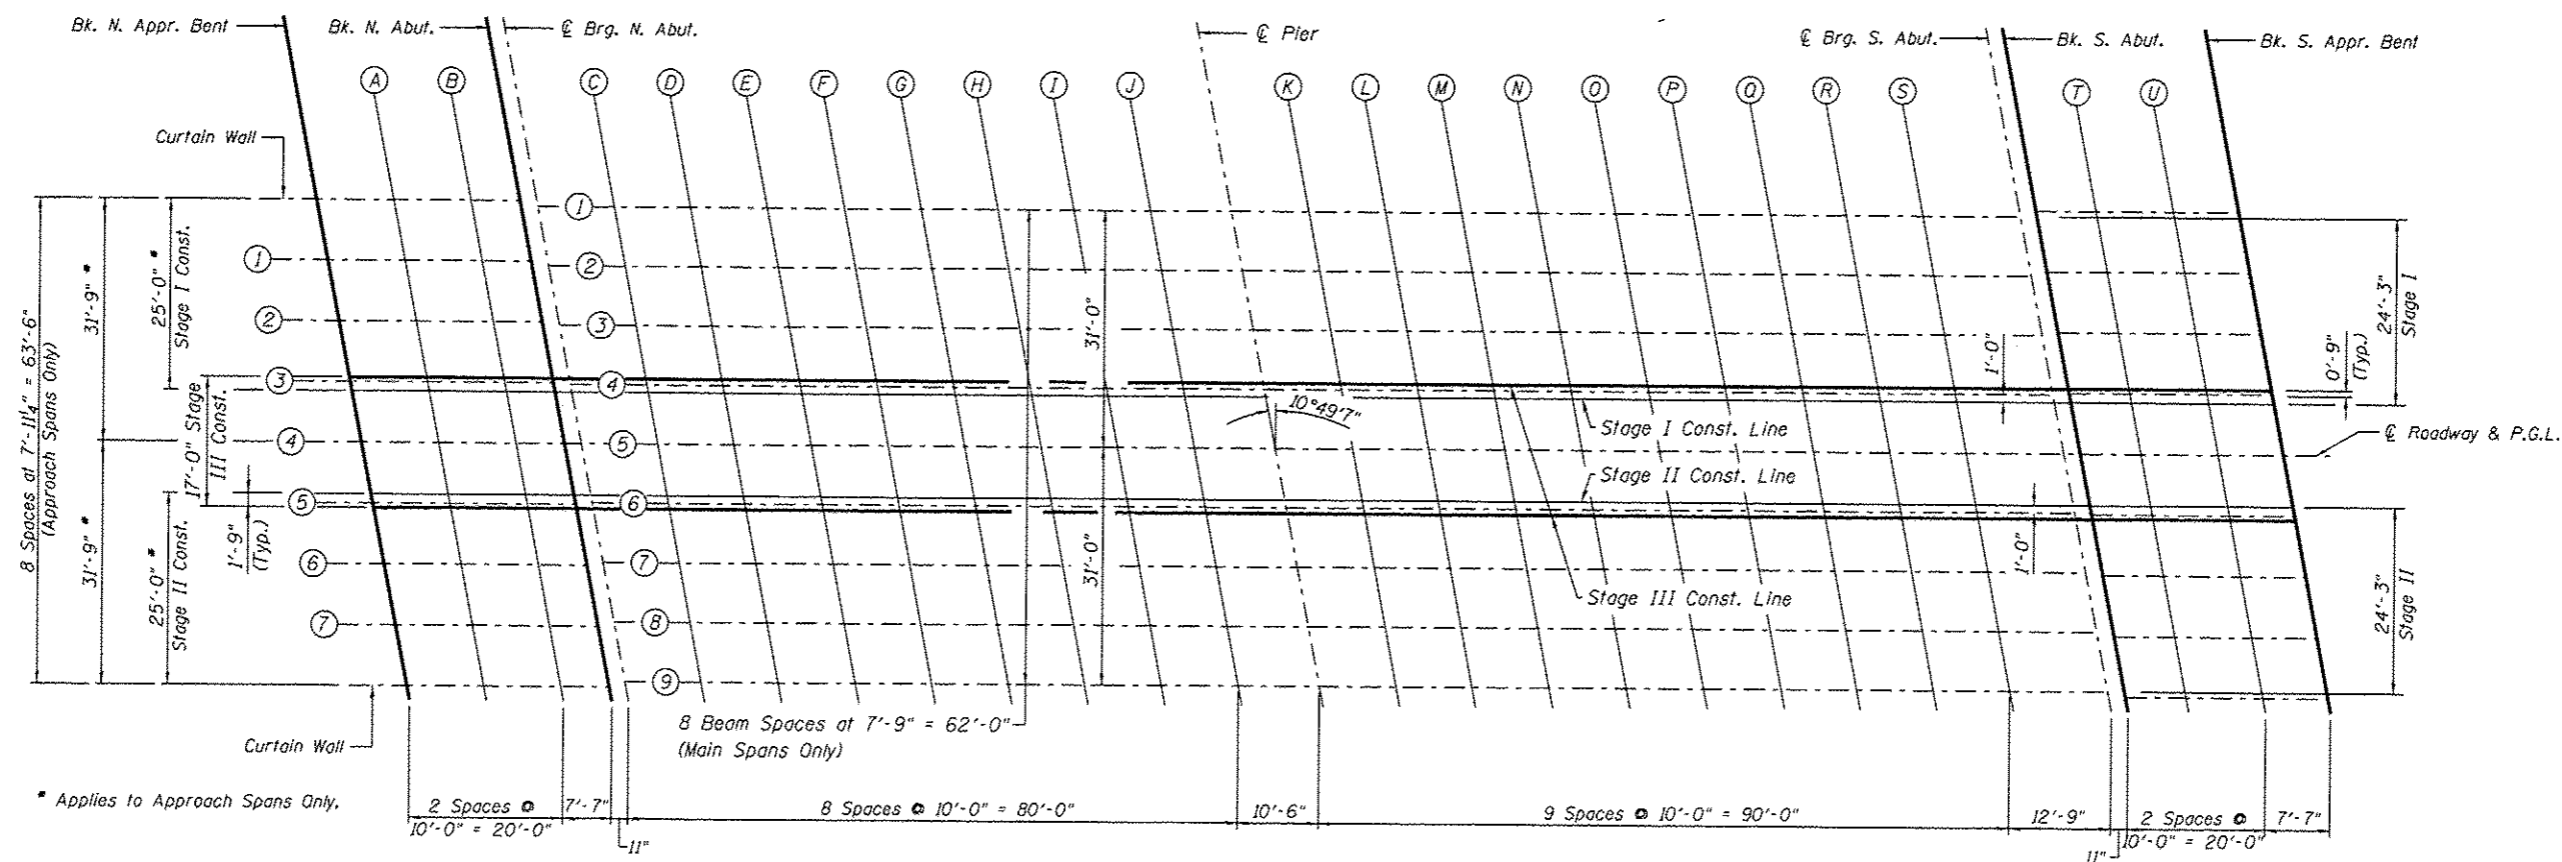 Bk. N. Appr. Bent
Bk. N. Abut.
℄ Brg. N. Abut.
℄ Pier
℄ Brg. S. Abut.
Bk. S. Abut.
Bk. S. Appr. Bent
A B C D E F G H I J K L M N O P Q R S T U
Curtain Wall
8 Spaces at 7'-11¼" = 63'-6"
(Approach Spans Only)
31'-9" *
31'-9" *
25'-0" *
Stage I Const.
17'-0" Stage
III Const.
25'-0" *
Stage II Const.
1'-9"
(Typ.)
1
2
3
4
5
6
7
1
2
3
4
5
6
7
8
9
31'-0"
31'-0"
10°49'7"
Stage I Const. Line
Stage II Const. Line
Stage III Const. Line
1'-0"
1'-0"
0'-9"
(Typ.)
24'-3"
Stage I
℄ Roadway & P.G.L.
24'-3"
Stage II
8 Beam Spaces at 7'-9" = 62'-0"
(Main Spans Only)
Curtain Wall
* Applies to Approach Spans Only.
2 Spaces @
10'-0" = 20'-0"
7'-7"
11"
8 Spaces @ 10'-0" = 80'-0"
10'-6"
9 Spaces @ 10'-0" = 90'-0"
12'-9"
11"
2 Spaces @
10'-0" = 20'-0"
7'-7"